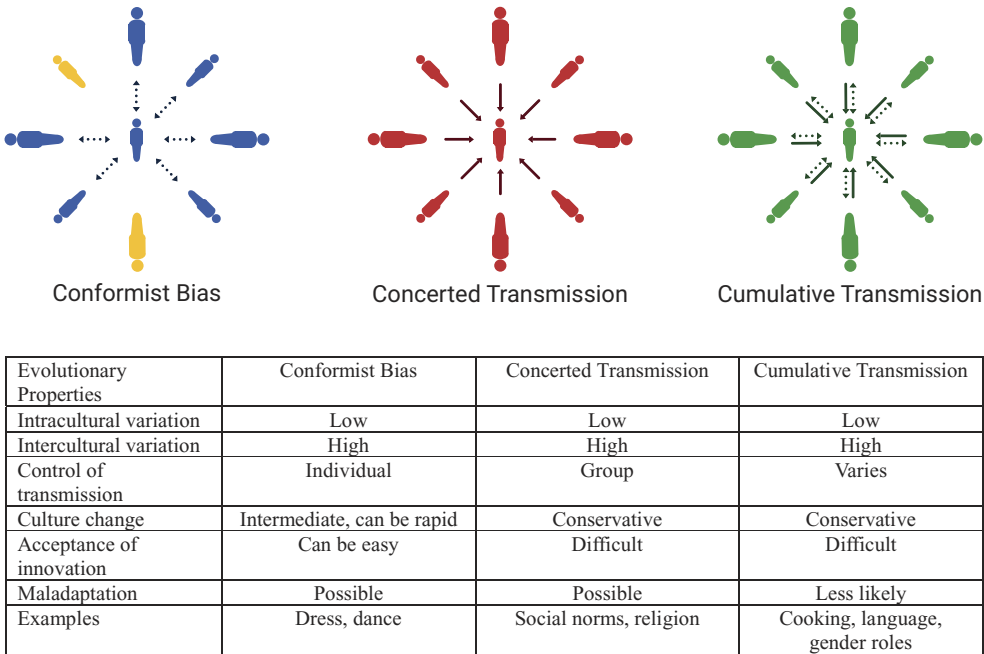 Conformist Bias
Concerted Transmission
Cumulative Transmission
Evolutionary Properties
Conformist Bias
Concerted Transmission
Cumulative Transmission
Intracultural variation
Low
Low
Low
Intercultural variation
High
High
High
Control of transmission
Individual
Group
Varies
Culture change
Intermediate, can be rapid
Conservative
Conservative
Acceptance of innovation
Can be easy
Difficult
Difficult
Maladaptation
Possible
Possible
Less likely
Examples
Dress, dance
Social norms, religion
Cooking, language,
gender roles